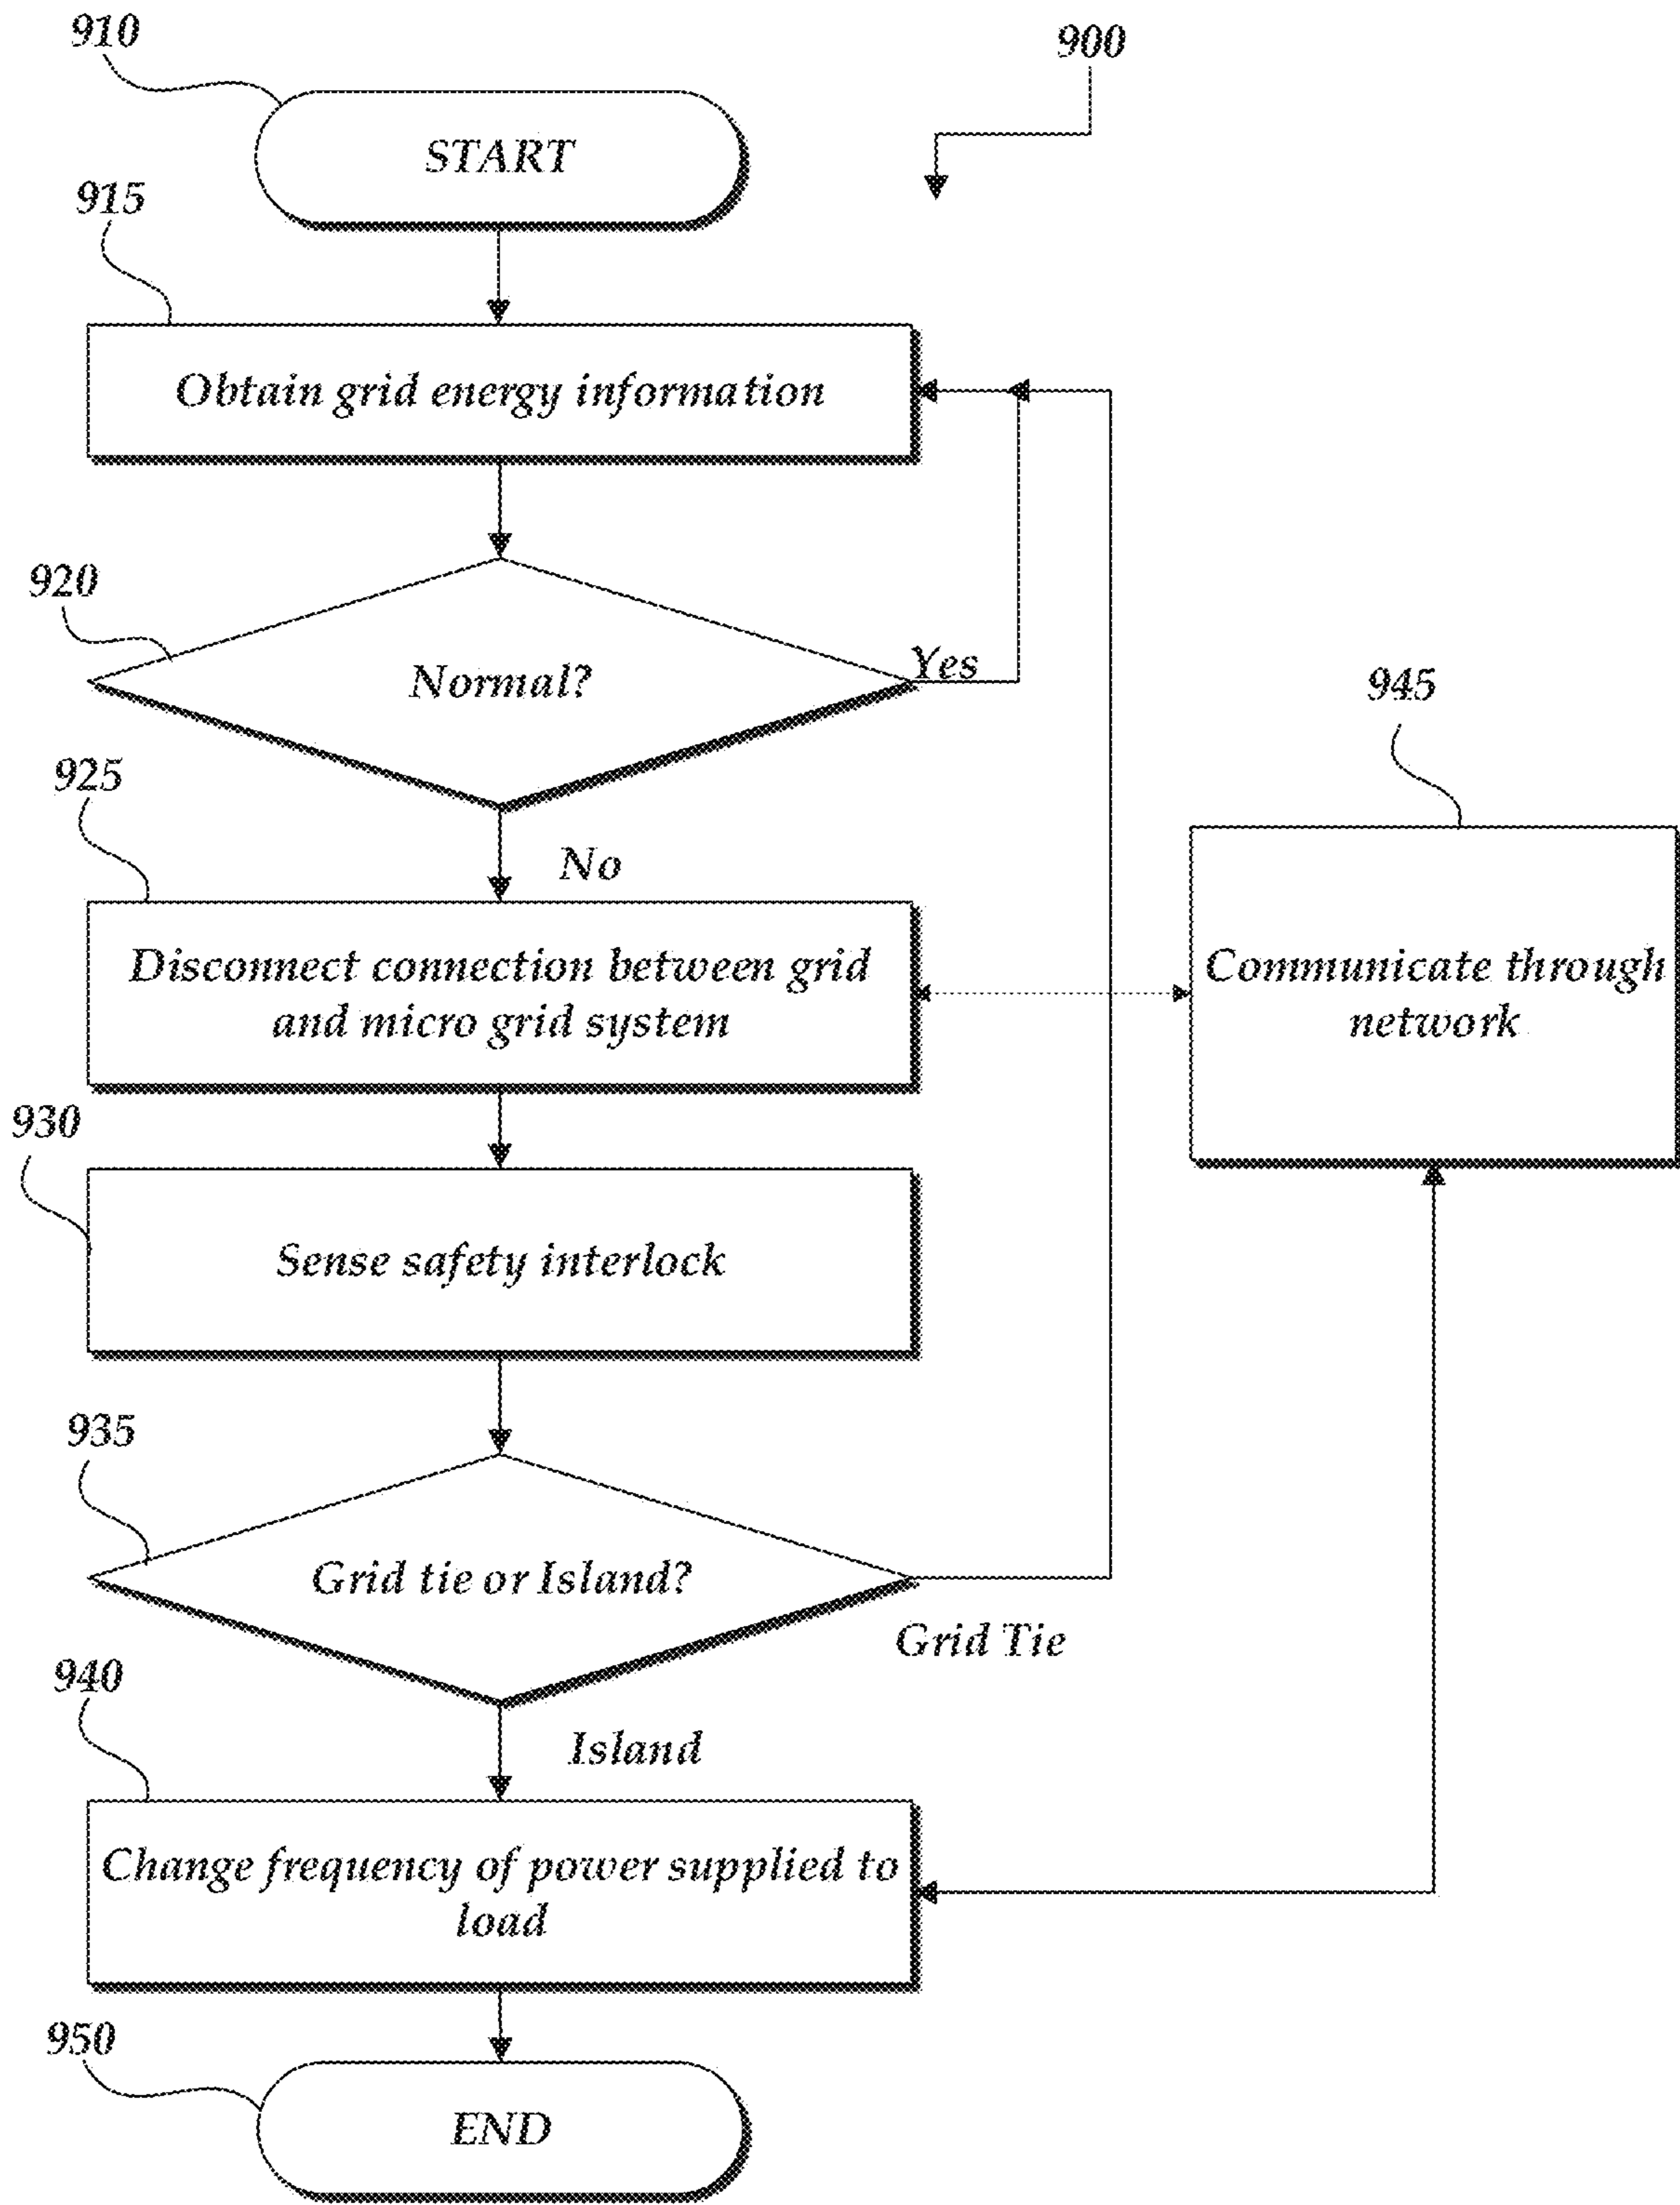 910
900
START
915
Obtain grid energy information
920
Normal?
Yes
945
925
No
Disconnect connection between grid
and micro grid system
Communicate through
network
930
Sense safety interlock
935
Grid tie or Island?
Grid Tie
940
Island
Change frequency of power supplied to
load
950
END